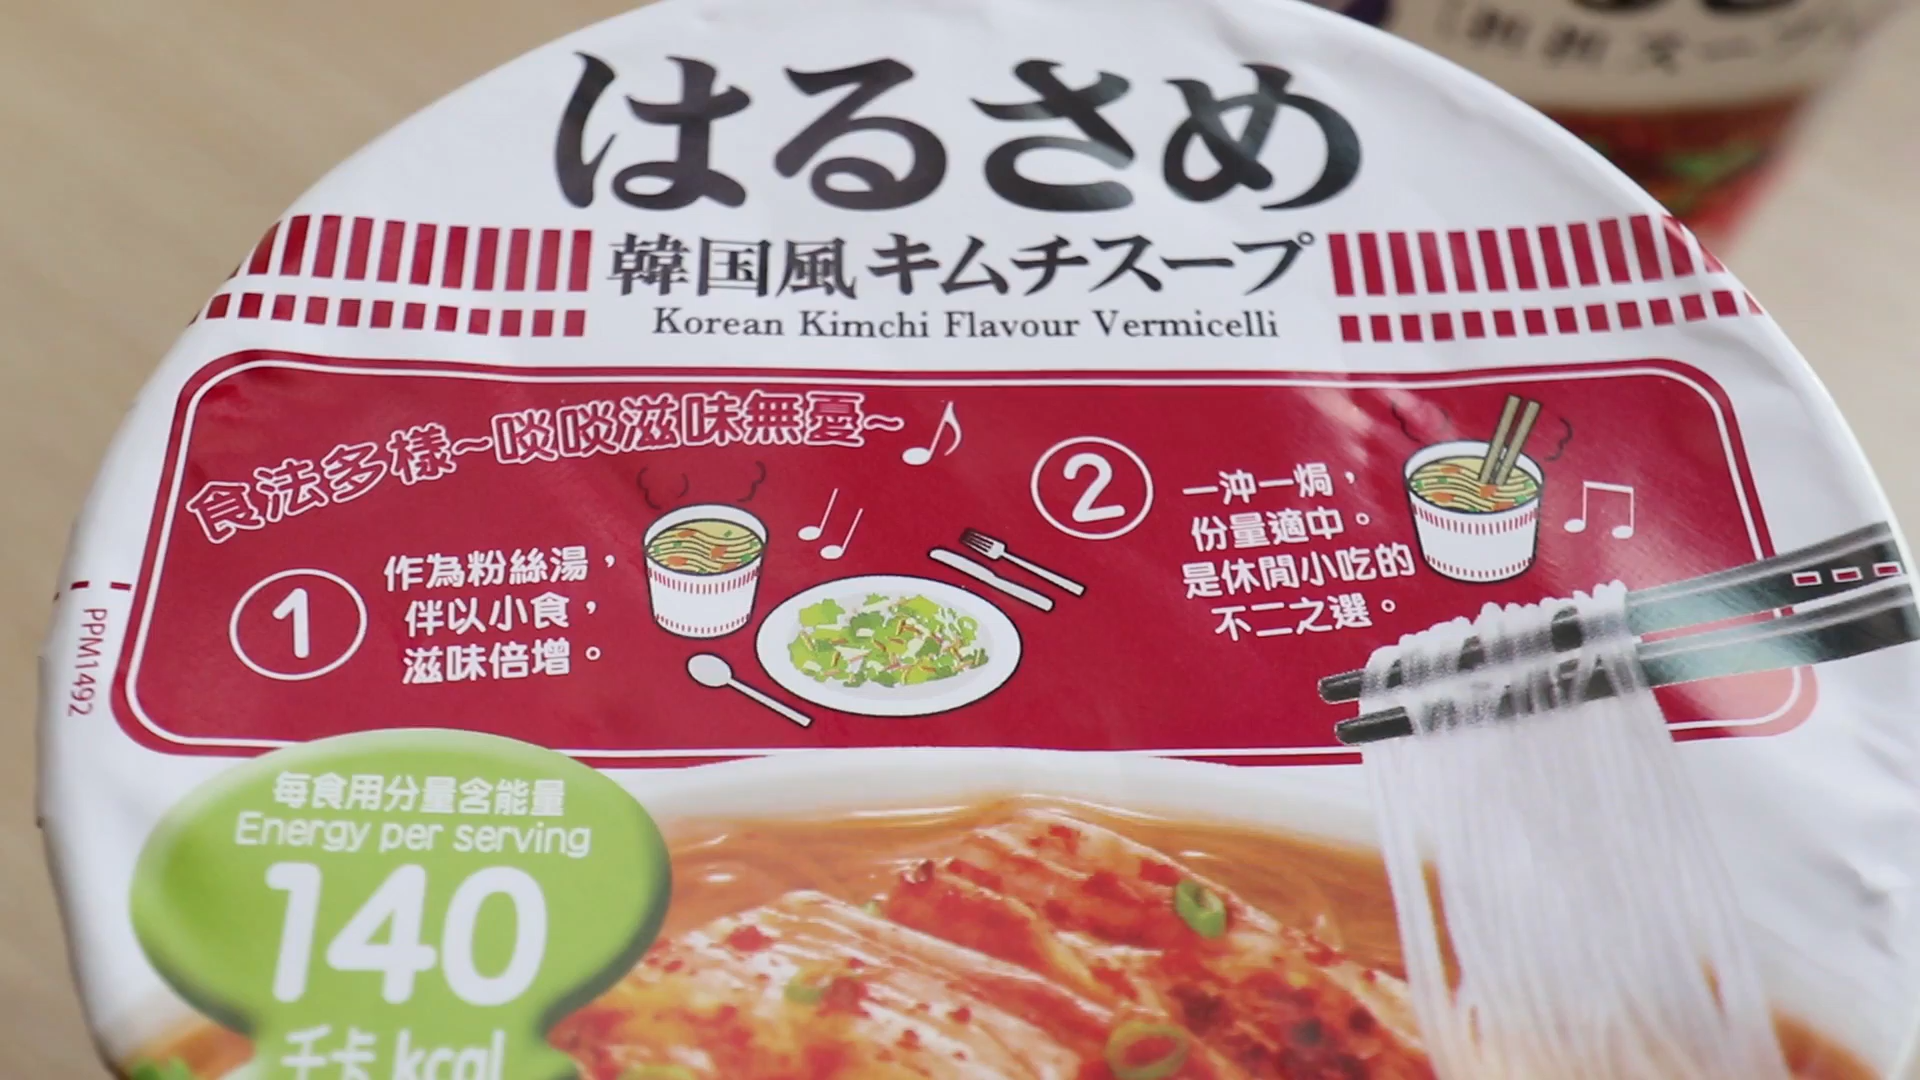 はるさめ
韓国風キムチスープ
Korean Kimchi Flavour Vermicelli
食法多樣~啖啖滋味無憂~
1
作為粉絲湯，
伴以小食，
滋味倍增。
2
一沖一焗，
份量適中。
是休閒小吃的
不二之選。
PPM1492
每食用分量含能量
Energy per serving
140
千卡 kcal